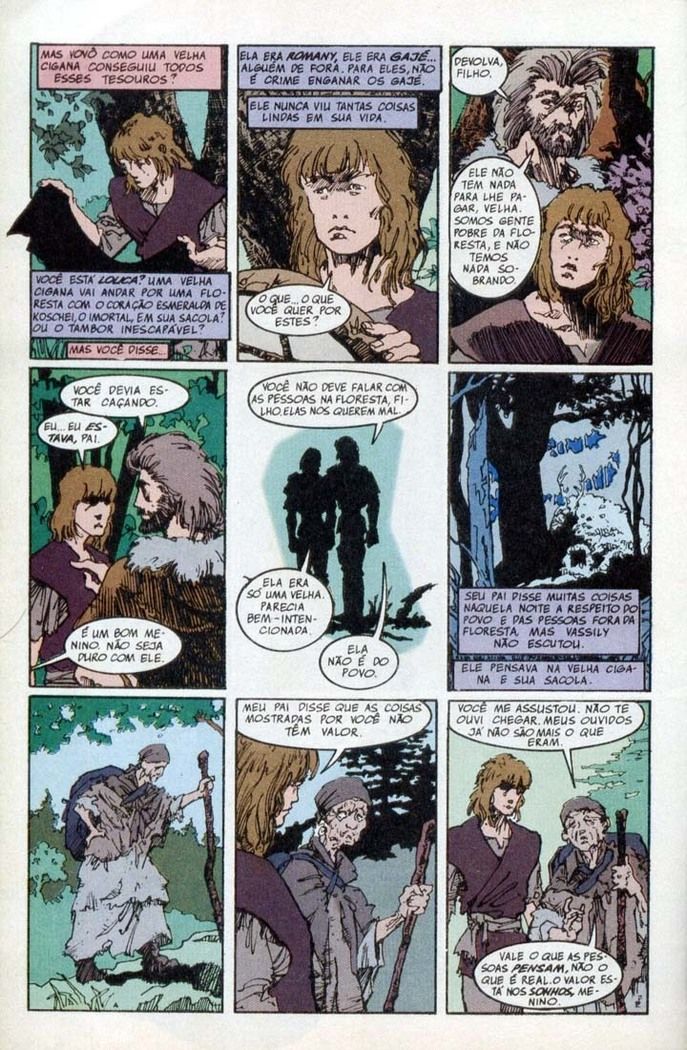 MAS VOVÔ COMO UMA VELHA
CIGANA CONSEGUIU TODOS
ESSES TESOUROS?
VOCÊ ESTÁ LOUCA? UMA VELHA
CIGANA VAI ANDAR POR UMA FLO-
RESTA COM O CORAÇÃO ESMERALDA DE
KOSCHEI, O IMORTAL, EM SUA SACOLA?
OU O TAMBOR INESCAPÁVEL?
MAS VOCÊ DISSE...
ELA ERA ROMANY, ELE ERA GAJÉ...
ALGUÉM DE FORA. PARA ELES, NÃO
É CRIME ENGANAR OS GAJÉ.
ELE NUNCA VIU TANTAS COISAS
LINDAS EM SUA VIDA.
O QUE... O QUE
VOCÊ QUER POR
ESTES?
DEVOLVA,
FILHO.
ELE NÃO
TEM NADA
PARA LHE PA-
GAR, VELHA.
SOMOS GENTE
POBRE DA FLO-
RESTA, E NÃO
TEMOS
NADA SO-
BRANDO.
VOCÊ DEVIA ES-
TAR CAÇANDO.
EU... EU ES-
TAVA, PAI.
É UM BOM ME-
NINO. NÃO SEJA
DURO COM ELE.
VOCÊ NÃO DEVE FALAR COM
AS PESSOAS NA FLORESTA, FI-
LHO. ELAS NOS QUEREM MAL.
ELA ERA
SÓ UMA VELHA.
PARECIA
BEM-INTEN-
CIONADA.
ELA
NÃO É DO
POVO.
SEU PAI DISSE MUITAS COISAS
NAQUELA NOITE A RESPEITO DO
POVO E DAS PESSOAS FORA DA
FLORESTA, MAS VASSILY
NÃO ESCUTOU.
ELE PENSAVA NA VELHA CIGA-
NA E SUA SACOLA.
MEU PAI DISSE QUE AS COISAS
MOSTRADAS POR VOCÊ NÃO
TÊM VALOR.
VOCÊ ME ASSUSTOU. NÃO TE
OUVI CHEGAR. MEUS OUVIDOS
JÁ NÃO SÃO MAIS O QUE
ERAM.
VALE O QUE AS PES-
SOAS PENSAM, NÃO O
QUE É REAL. O VALOR ES-
TÁ NOS SONHOS, ME-
NINO.